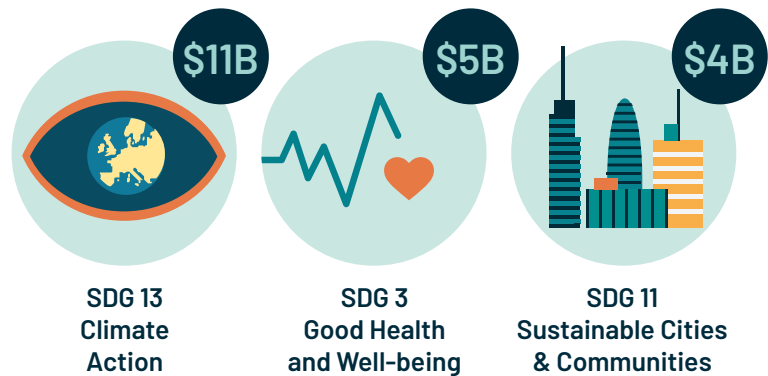 $11B
$5B
$4B
SDG 13
Climate
Action
SDG 3
Good Health
and Well-being
SDG 11
Sustainable Cities
& Communities